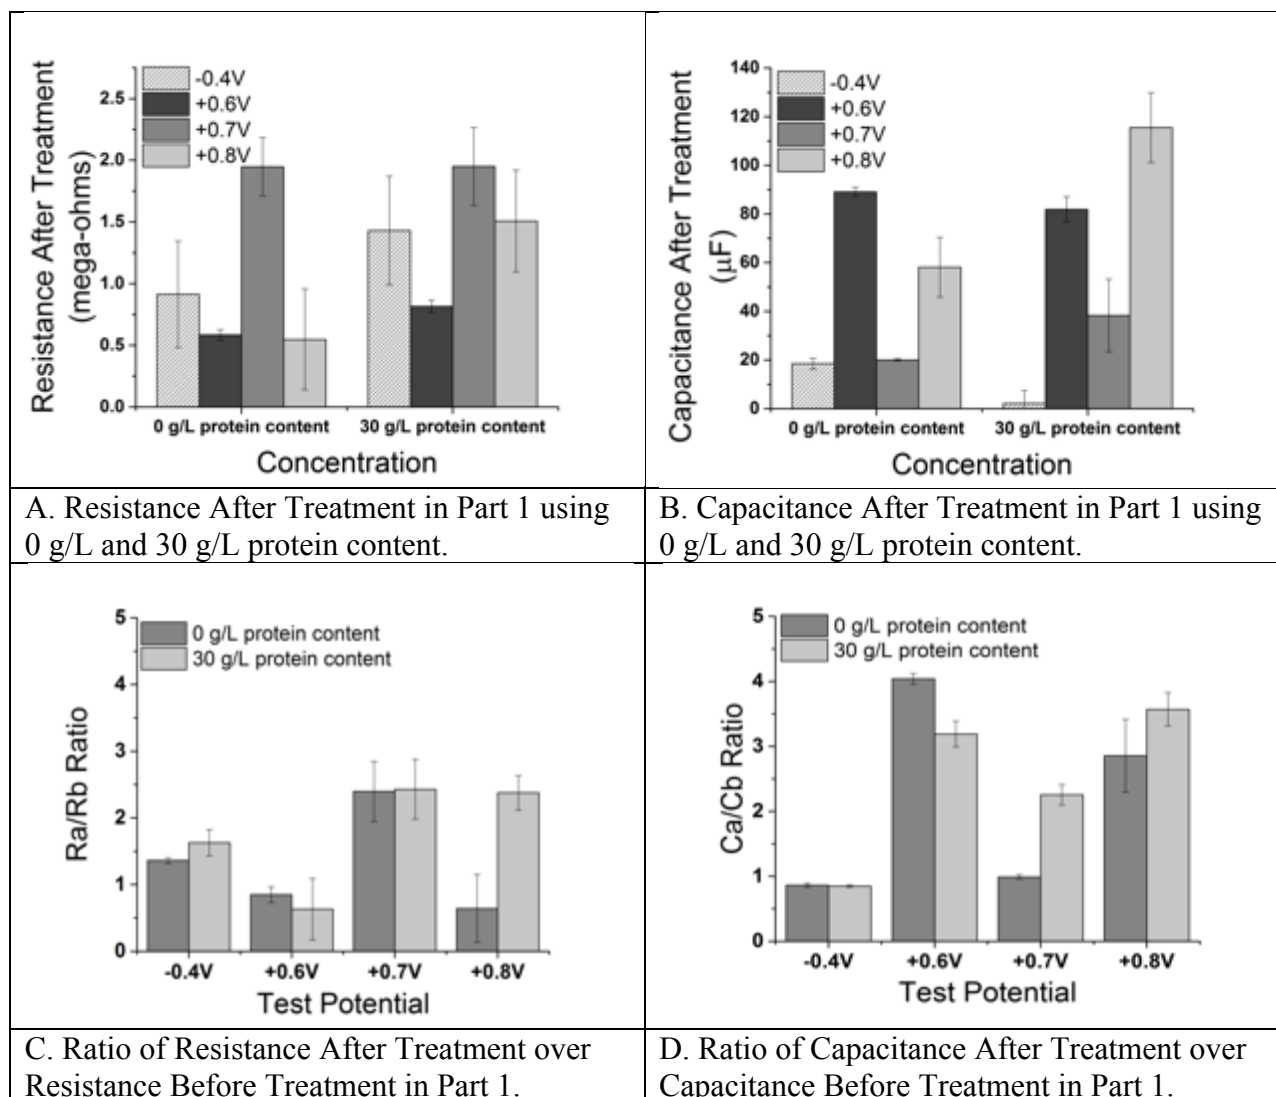 Resistance After Treatment
(mega-ohms)
-0.4V
+0.6V
+0.7V
+0.8V
2.5
2.0
1.5
1.0
0.5
0.0
0 g/L protein content
30 g/L protein content
Concentration
Capacitance After Treatment
(μF)
-0.4V
+0.6V
+0.7V
+0.8V
140
120
100
80
60
40
20
0
0 g/L protein content
30 g/L protein content
Concentration
A. Resistance After Treatment in Part 1 using
0 g/L and 30 g/L protein content.
B. Capacitance After Treatment in Part 1 using
0 g/L and 30 g/L protein content.
Ra/Rb Ratio
5
4
3
2
1
0
0 g/L protein content
30 g/L protein content
-0.4V
+0.6V
+0.7V
+0.8V
Test Potential
Ca/Cb Ratio
5
4
3
2
1
0
0 g/L protein content
30 g/L protein content
-0.4V
+0.6V
+0.7V
+0.8V
Test Potential
C. Ratio of Resistance After Treatment over
Resistance Before Treatment in Part 1.
D. Ratio of Capacitance After Treatment over
Capacitance Before Treatment in Part 1.